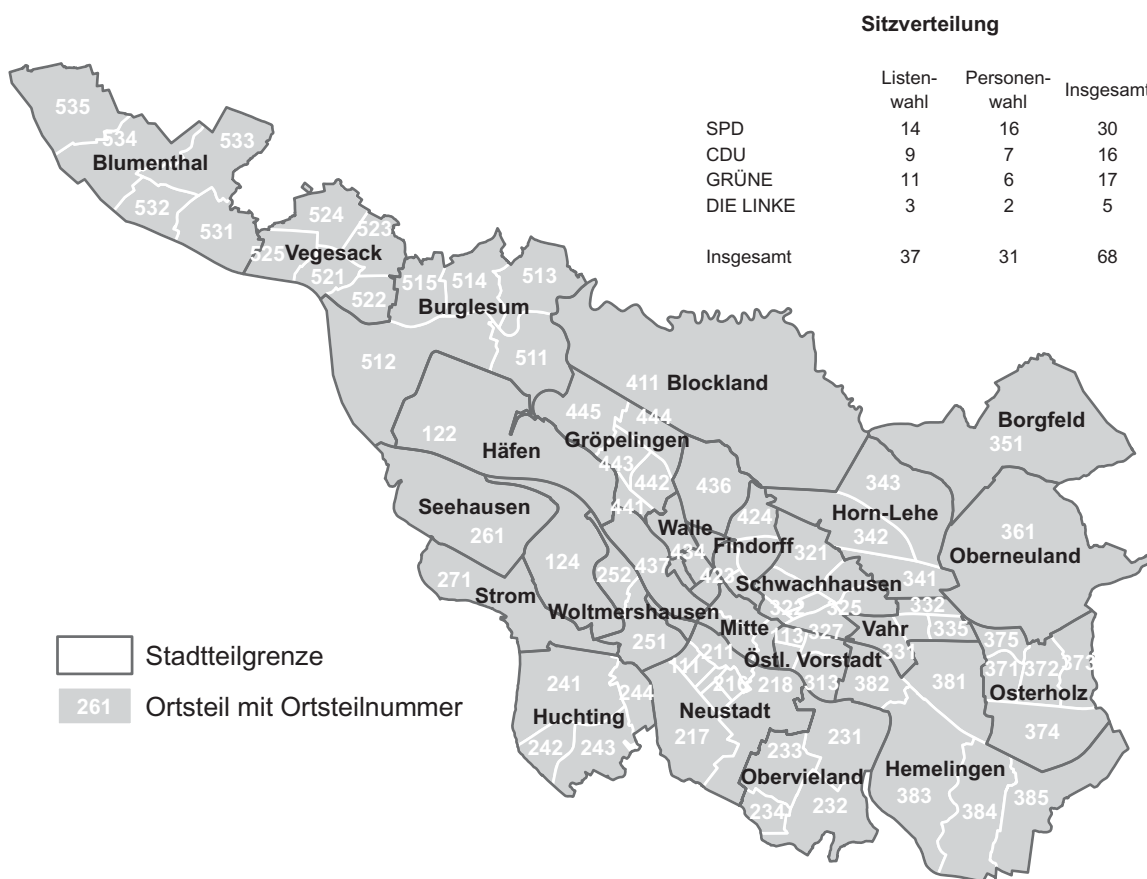 Sitzverteilung
Listen- Personen- Insgesamt
wahl wahl
SPD 14 16 30
CDU 9 7 16
GRÜNE 11 6 17
DIE LINKE 3 2 5
Insgesamt 37 31 68
535
534 533
Blumenthal
532
531
524
523
525 Vegesack
521
522
515 514 513
Burglesum
512 511
411 Blockland
445 444
Borgfeld
351
122 Häfen
Gröpelingen
443
442
441
436
343
Seehausen
261
Walle
434
437
424
Findorff
423
Horn-Lehe
342
361
Oberneuland
321
341
124
252
271
Strom
Woltmershausen
251
Schwachhausen
322 325
332
335
Mitte
113 327
Vahr
331
211
111
Östl. Vorstadt
216 218 313
382
381
375
371 372 373
Osterholz
374
Stadtteilgrenze
261 Ortsteil mit Ortsteilnummer
241 244
Huchting
242 243
Neustadt
217
233 231
Obervieland
234 232
Hemelingen
383 384 385